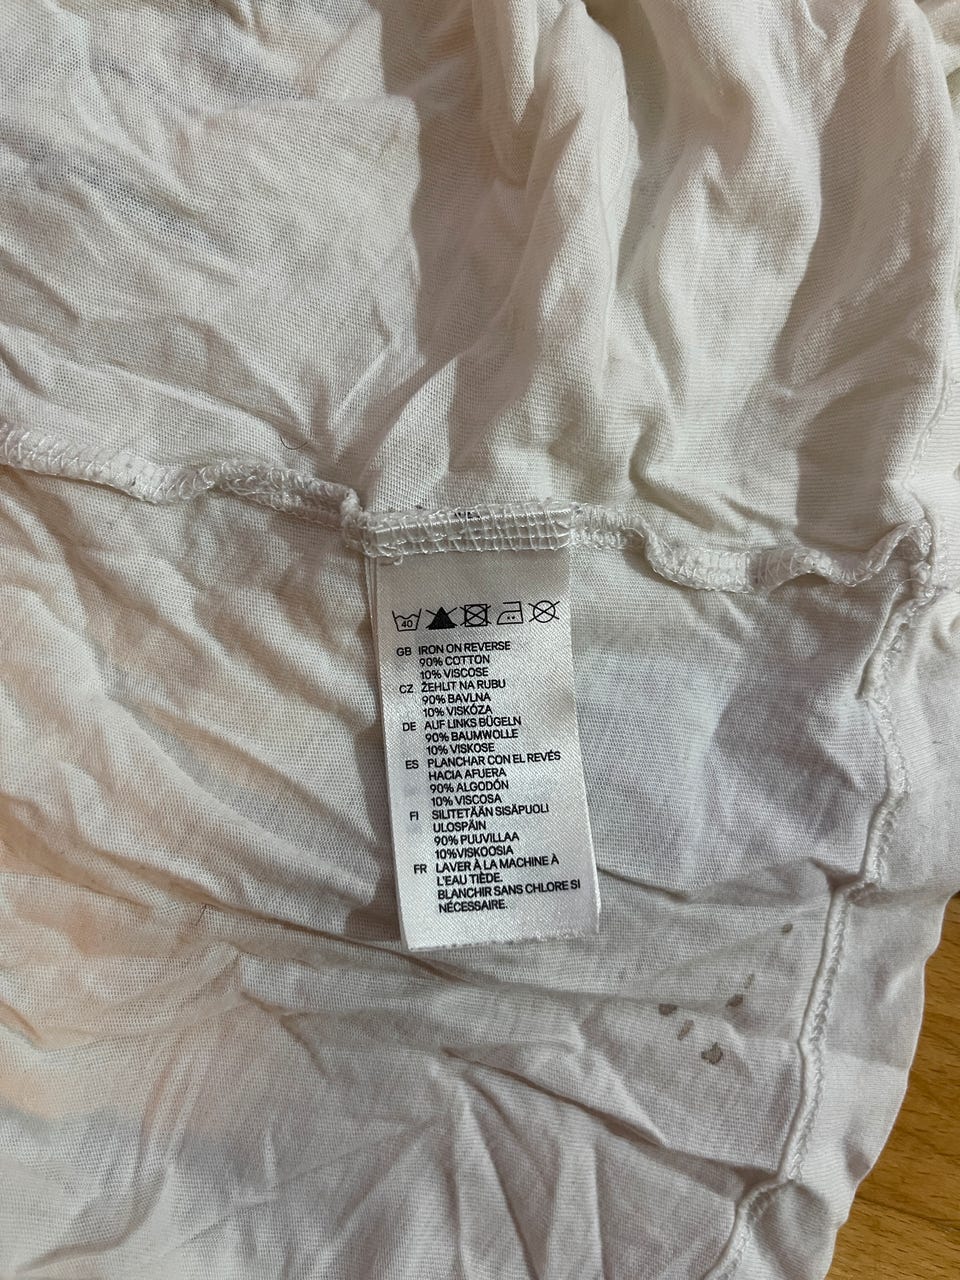 40
GB IRON ON REVERSE
90% COTTON
10% VISCOSE
CZ ŽEHLIT NA RUBU
90% BAVLNA
10% VISKÓZA
DE AUF LINKS BÜGELN
90% BAUMWOLLE
10% VISKOSE
ES PLANCHAR CON EL REVÉS
HACIA AFUERA
90% ALGODÓN
10% VISCOSA
FI SILITETÄÄN SISÄPUOLI
ULOSPÄIN
90% PUUVILLAA
10%VISKOOSIA
FR LAVER À LA MACHINE À
L'EAU TIÈDE.
BLANCHIR SANS CHLORE SI
NÉCESSAIRE.